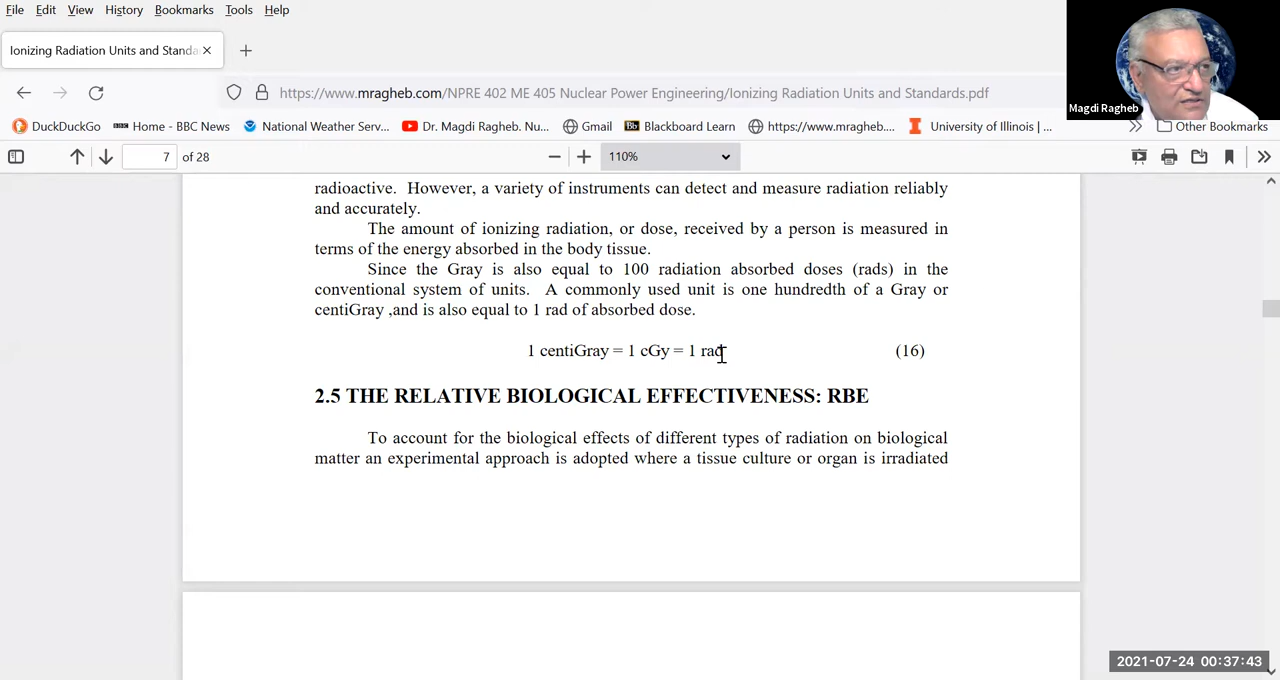 File Edit View History Bookmarks Tools Help
Ionizing Radiation Units and Standa
https://www.mragheb.com/NPRE 402 ME 405 Nuclear Power Engineering/Ionizing Radiation Units and Standards.pdf
Magdi Ragheb
DuckDuckGo BBC Home - BBC News National Weather Serv... Dr. Magdi Ragheb. Nu... Gmail Bb Blackboard Learn https://www.mragheb.... University of Illinois : ... Other Bookmarks
7 of 28 110%
radioactive. However, a variety of instruments can detect and measure radiation reliably
and accurately.
The amount of ionizing radiation, or dose, received by a person is measured in
terms of the energy absorbed in the body tissue.
Since the Gray is also equal to 100 radiation absorbed doses (rads) in the
conventional system of units. A commonly used unit is one hundredth of a Gray or
centiGray ,and is also equal to 1 rad of absorbed dose.
1 centiGray = 1 cGy = 1 rad (16)
2.5 THE RELATIVE BIOLOGICAL EFFECTIVENESS: RBE
To account for the biological effects of different types of radiation on biological
matter an experimental approach is adopted where a tissue culture or organ is irradiated
2021-07-24 00:37:43